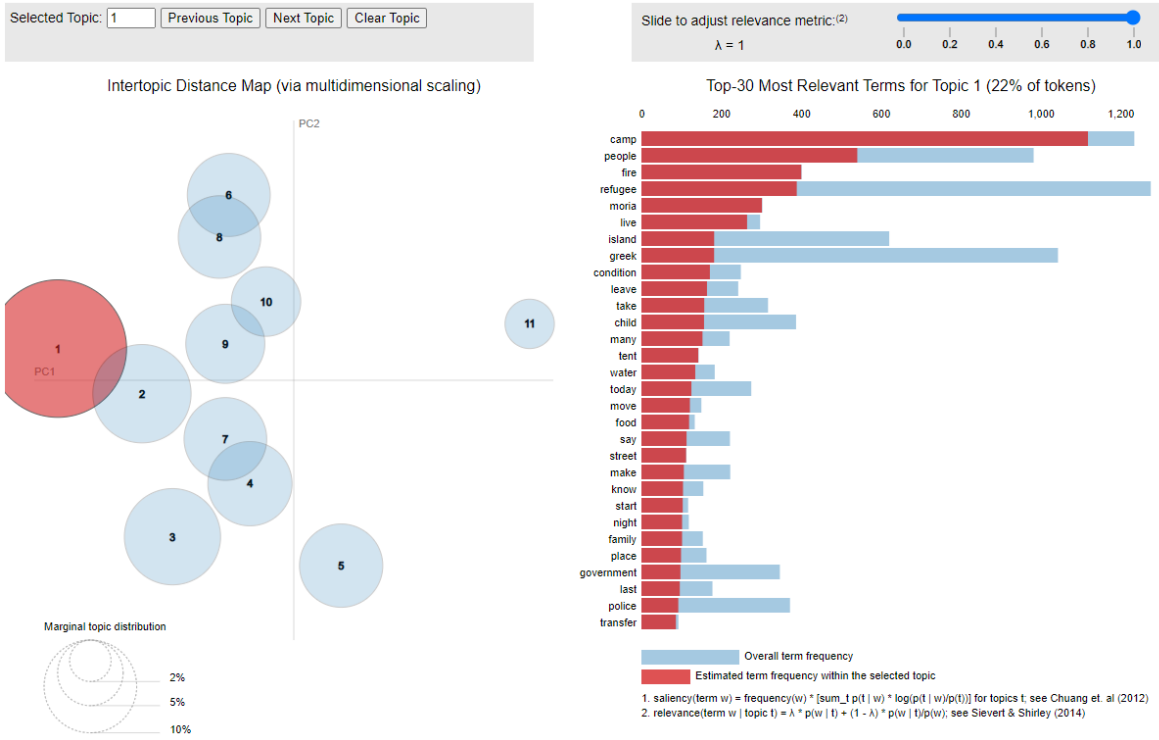 Selected Topic: 1 Previous Topic Next Topic Clear Topic
Slide to adjust relevance metric:(2)
λ = 1
0.0 0.2 0.4 0.6 0.8 1.0
Intertopic Distance Map (via multidimensional scaling)
PC2
PC1
6
8
10
11
9
1
2
7
4
3
5
Marginal topic distribution
2%
5%
10%
Top-30 Most Relevant Terms for Topic 1 (22% of tokens)
0 200 400 600 800 1,000 1,200
camp
people
fire
refugee
moria
live
island
greek
condition
leave
take
child
many
tent
water
today
move
food
say
street
make
know
start
night
family
place
government
last
police
transfer
Overall term frequency
Estimated term frequency within the selected topic
1. saliency(term w) = frequency(w) * [sum_t p(t | w) * log(p(t | w)/p(t))] for topics t; see Chuang et. al (2012)
2. relevance(term w | topic t) = λ * p(w | t) + (1 - λ) * p(w | t)/p(w); see Sievert & Shirley (2014)